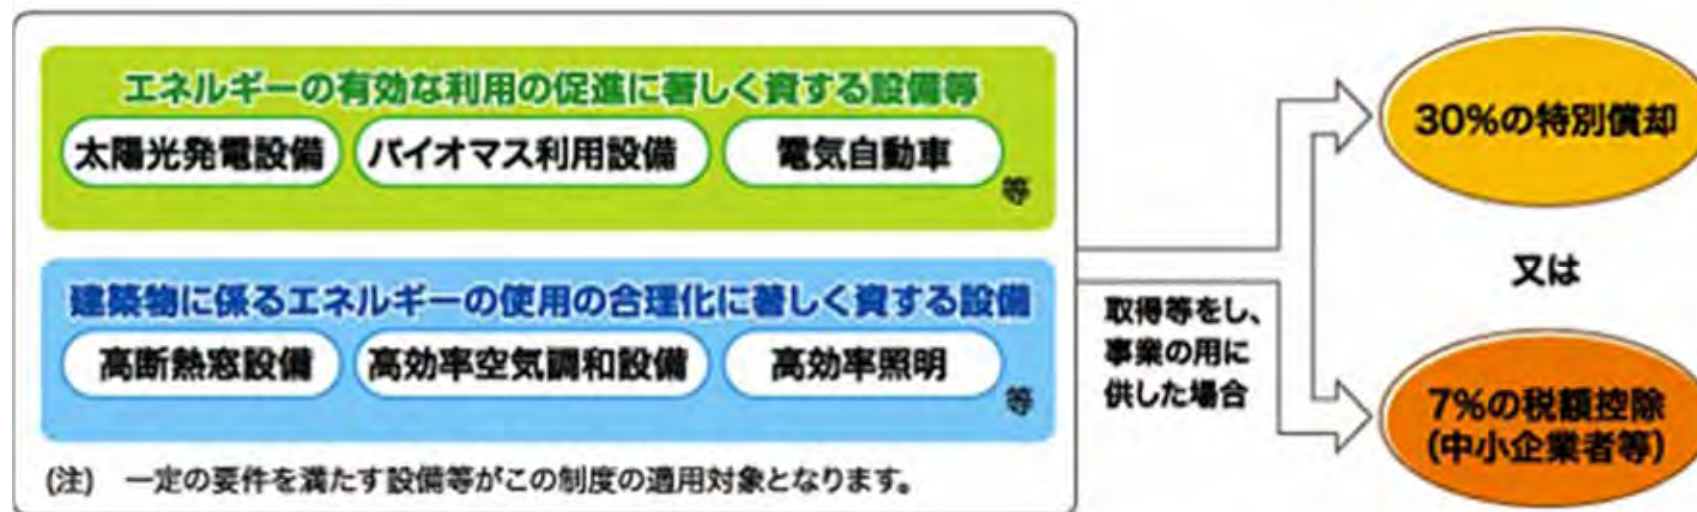 エネルギーの有効な利用の促進に著しく資する設備等
太陽光発電設備 バイオマス利用設備 電気自動車
等
建築物に係るエネルギーの使用の合理化に著しく資する設備
高断熱窓設備 高効率空気調和設備 高効率照明
等
(注) 一定の要件を満たす設備等がこの制度の適用対象となります。
取得等をし、
事業の用に
供した場合
30%の特別償却
又は
7%の税額控除
(中小企業者等)